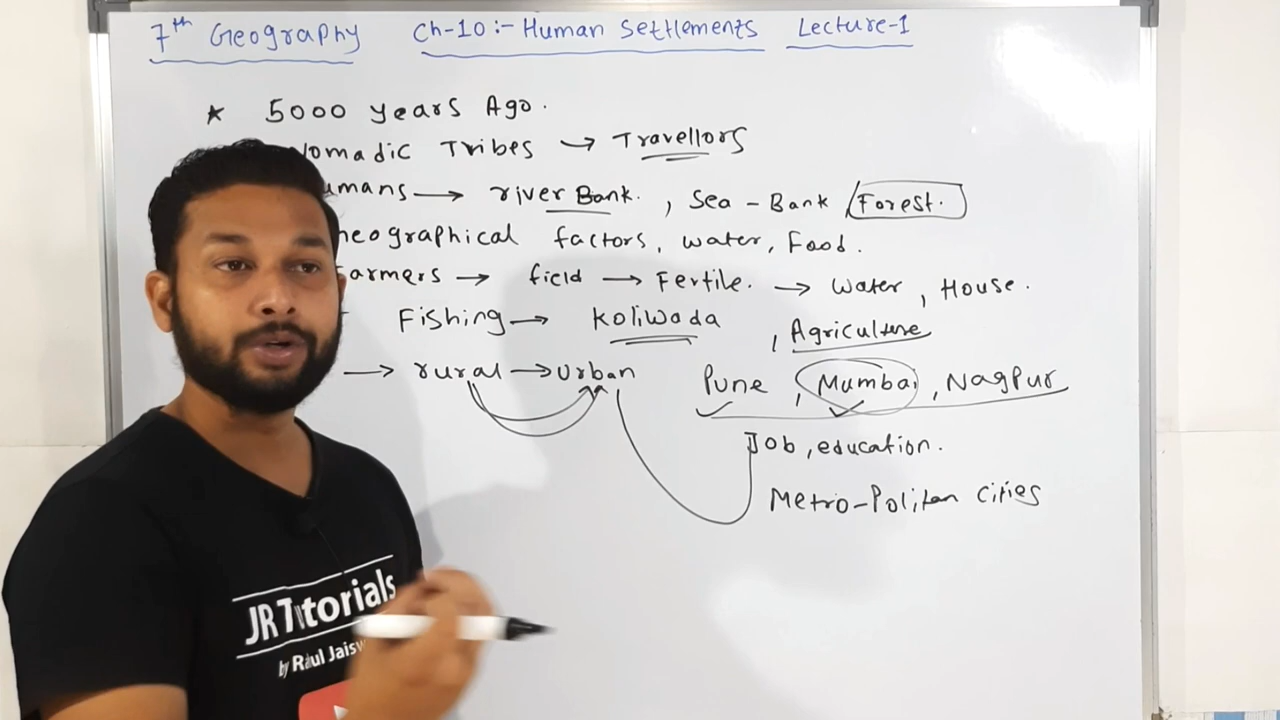 7th Geography Ch-10:- Human Settlements Lecture-1
* 5000 years Ago.
Nomadic Tribes → Travellors
umans → river Bank. , Sea - Bank Forest.
eographical factors, water, Food.
armers → field → Fertile. → Water , House.
Fishing → Koliwada , Agriculture
→ rural → Urban Pune , Mumbai , Nagpur
Job , education.
Metro-Politan cities
JR Tutorials
by Rahul Jaisw